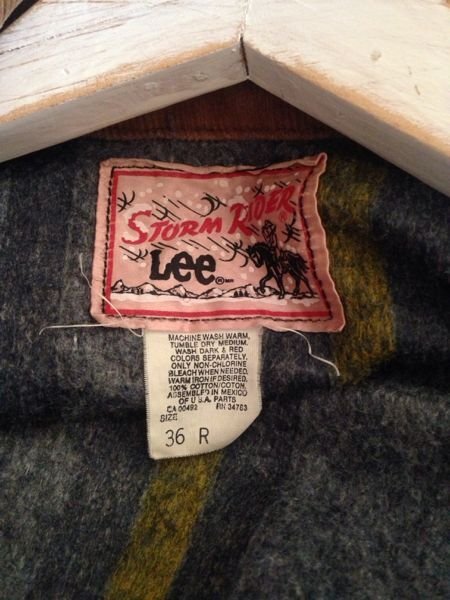 STORM RIDER ®
Lee ® MR
MACHINE WASH WARM,
TUMBLE DRY MEDIUM.
WASH DARK & RED
COLORS SEPARATELY,
ONLY NON-CHLORINE
BLEACH WHEN NEEDED.
WARM IRON IF DESIRED.
100% COTTON/COTON
ASSEMBLED IN MEXICO
OF U.S.A. PARTS
CA 00492 RN 34763
SIZE
36 R